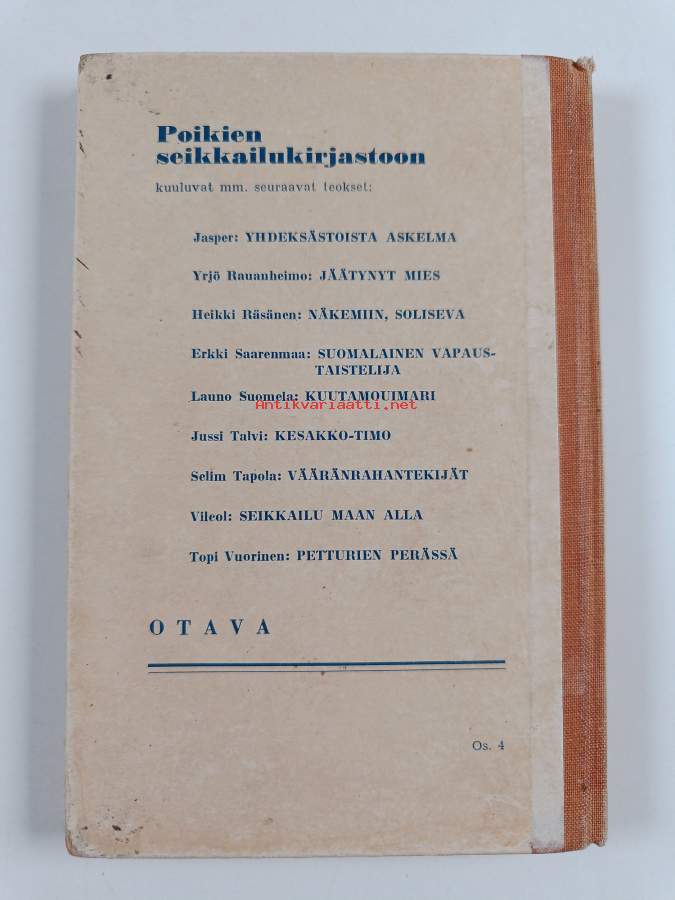 Poikien
seikkailukirjastoon
kuuluvat mm. seuraavat teokset:
Jasper: YHDEKSÄSTOISTA ASKELMA
Yrjö Rauanheimo: JÄÄTYNYT MIES
Heikki Räsänen: NÄKEMIIN, SOLISEVA
Erkki Saarenmaa: SUOMALAINEN VAPAUS-
TAISTELIJA
Launo Suomela: KUUTAMOUIMARI
Antikvariaatti.net
Jussi Talvi: KESAKKO-TIMO
Selim Tapola: VÄÄRÄNRAHANTEKIJÄT
Vileol: SEIKKAILU MAAN ALLA
Topi Vuorinen: PETTURIEN PERÄSSÄ
OTAVA
Os. 4